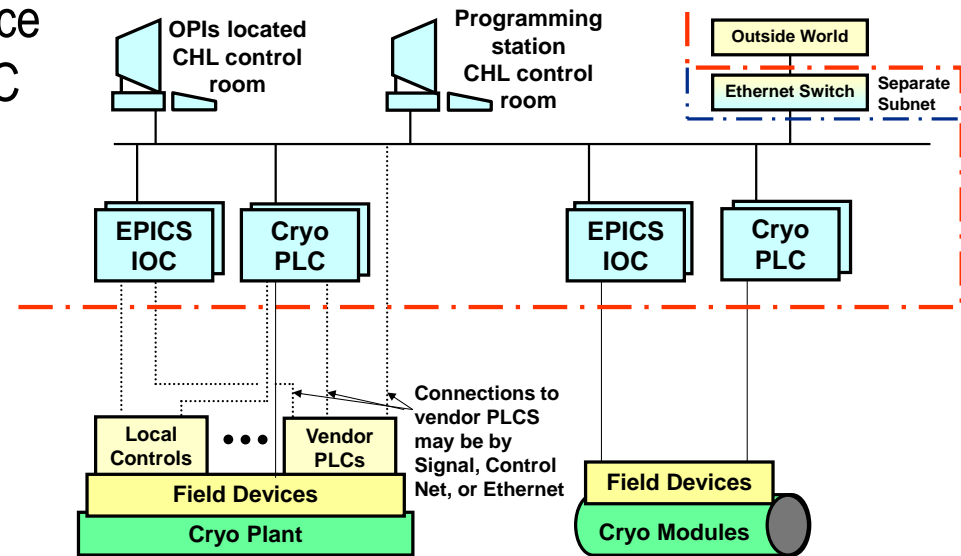 ce
C
OPIs located
CHL control
room
Programming
station
CHL control
room
Outside World
Ethernet Switch
Separate
Subnet
EPICS
IOC
Cryo
PLC
EPICS
IOC
Cryo
PLC
Connections to
vendor PLCS
may be by
Signal, Control
Net, or Ethernet
Local
Controls
Vendor
PLCs
Field Devices
Cryo Plant
Field Devices
Cryo Modules